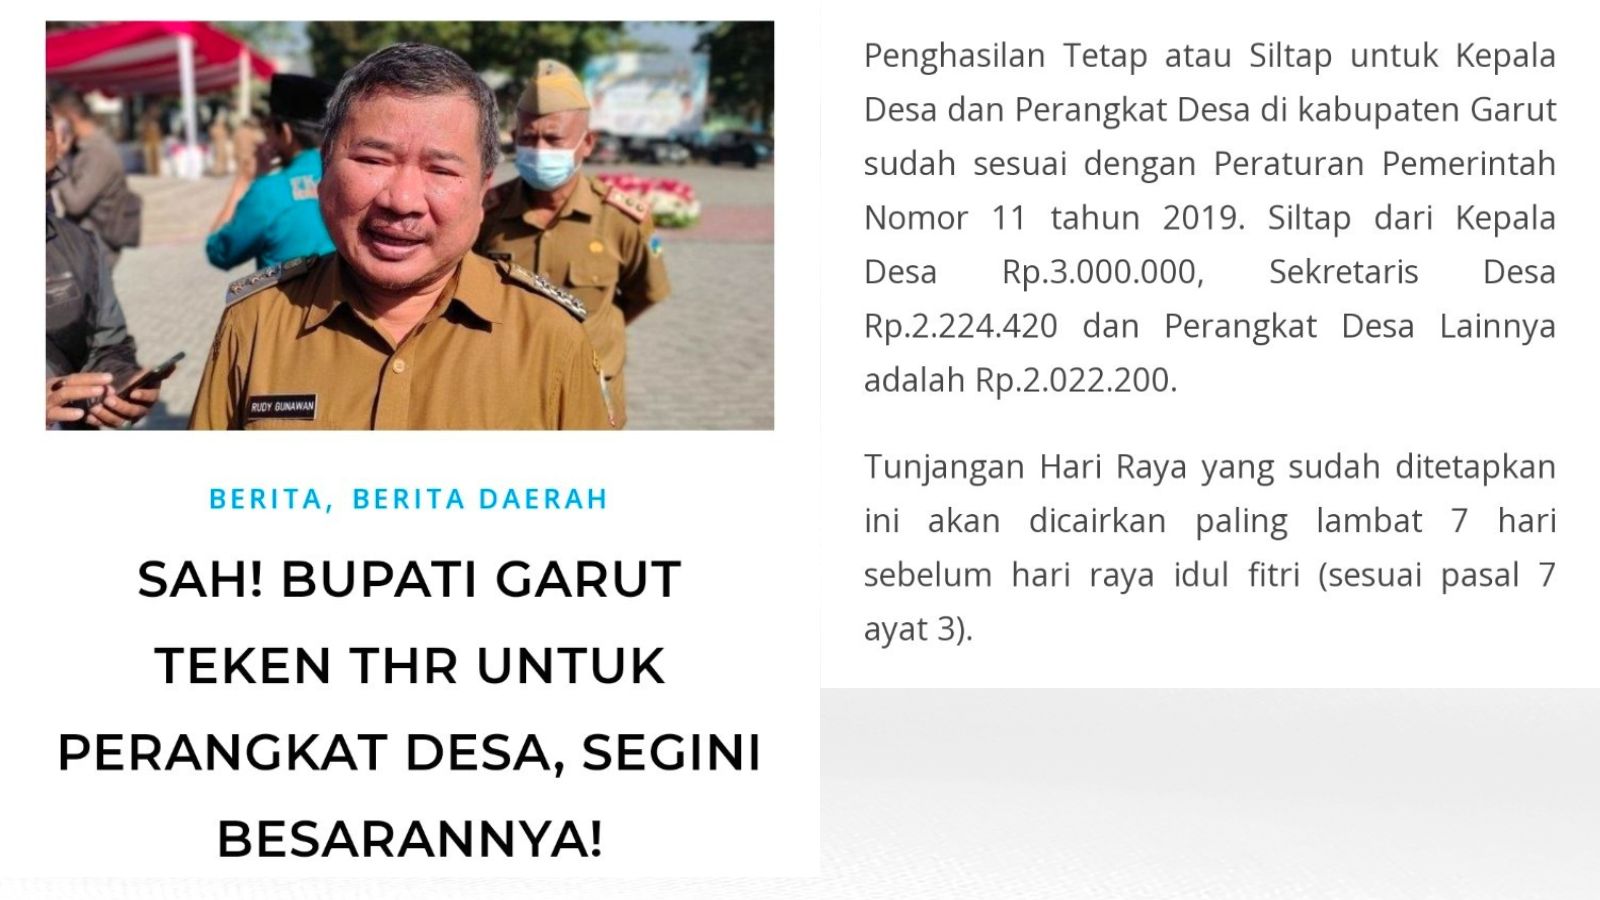 RUDY GUNAWAN
BERITA, BERITA DAERAH
SAH! BUPATI GARUT
TEKEN THR UNTUK
PERANGKAT DESA, SEGINI
BESARANNYA!
Penghasilan Tetap atau Siltap untuk Kepala
Desa dan Perangkat Desa di kabupaten Garut
sudah sesuai dengan Peraturan Pemerintah
Nomor 11 tahun 2019. Siltap dari Kepala
Desa Rp.3.000.000, Sekretaris Desa
Rp.2.224.420 dan Perangkat Desa Lainnya
adalah Rp.2.022.200.
Tunjangan Hari Raya yang sudah ditetapkan
ini akan dicairkan paling lambat 7 hari
sebelum hari raya idul fitri (sesuai pasal 7
ayat 3).